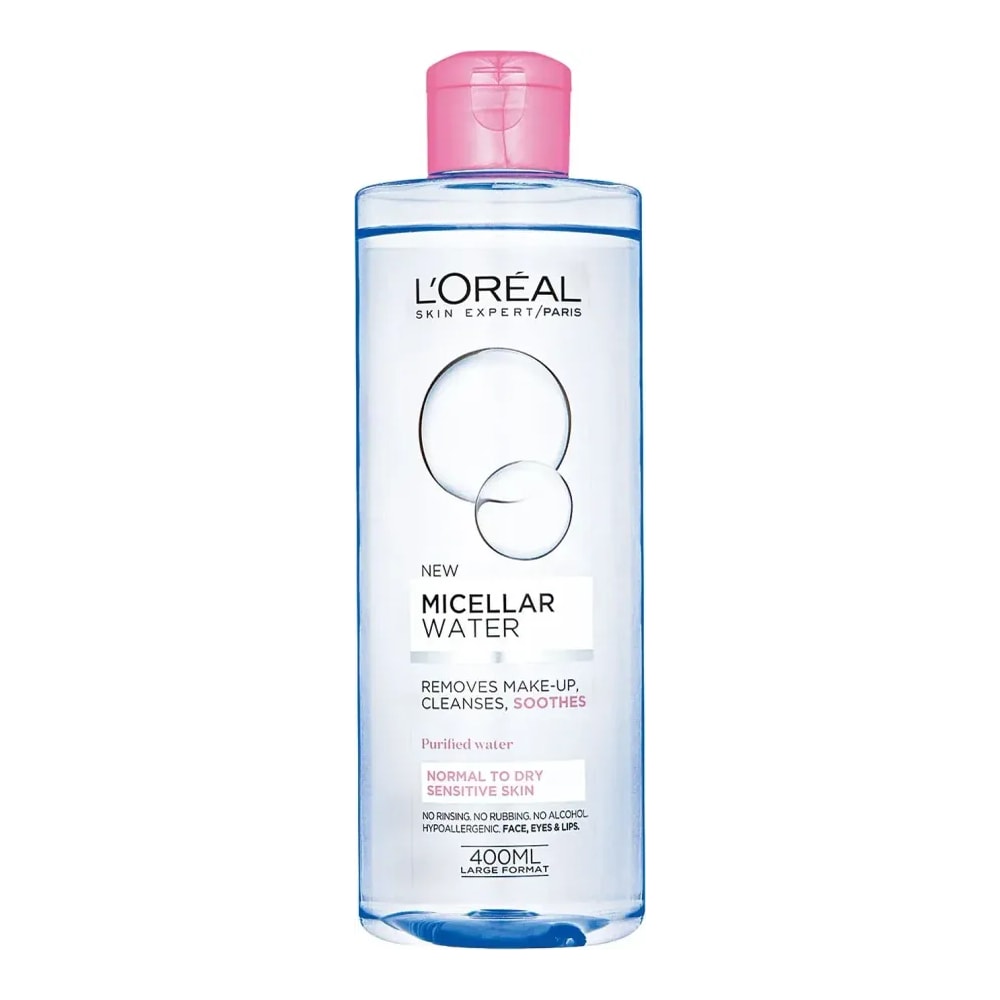 L'ORÉAL
SKIN EXPERT/PARIS
NEW
MICELLAR
WATER
REMOVES MAKE-UP,
CLEANSES, SOOTHES
Purified water
NORMAL TO DRY
SENSITIVE SKIN
NO RINSING. NO RUBBING. NO ALCOHOL.
HYPOALLERGENIC. FACE, EYES & LIPS.
400ML
LARGE FORMAT